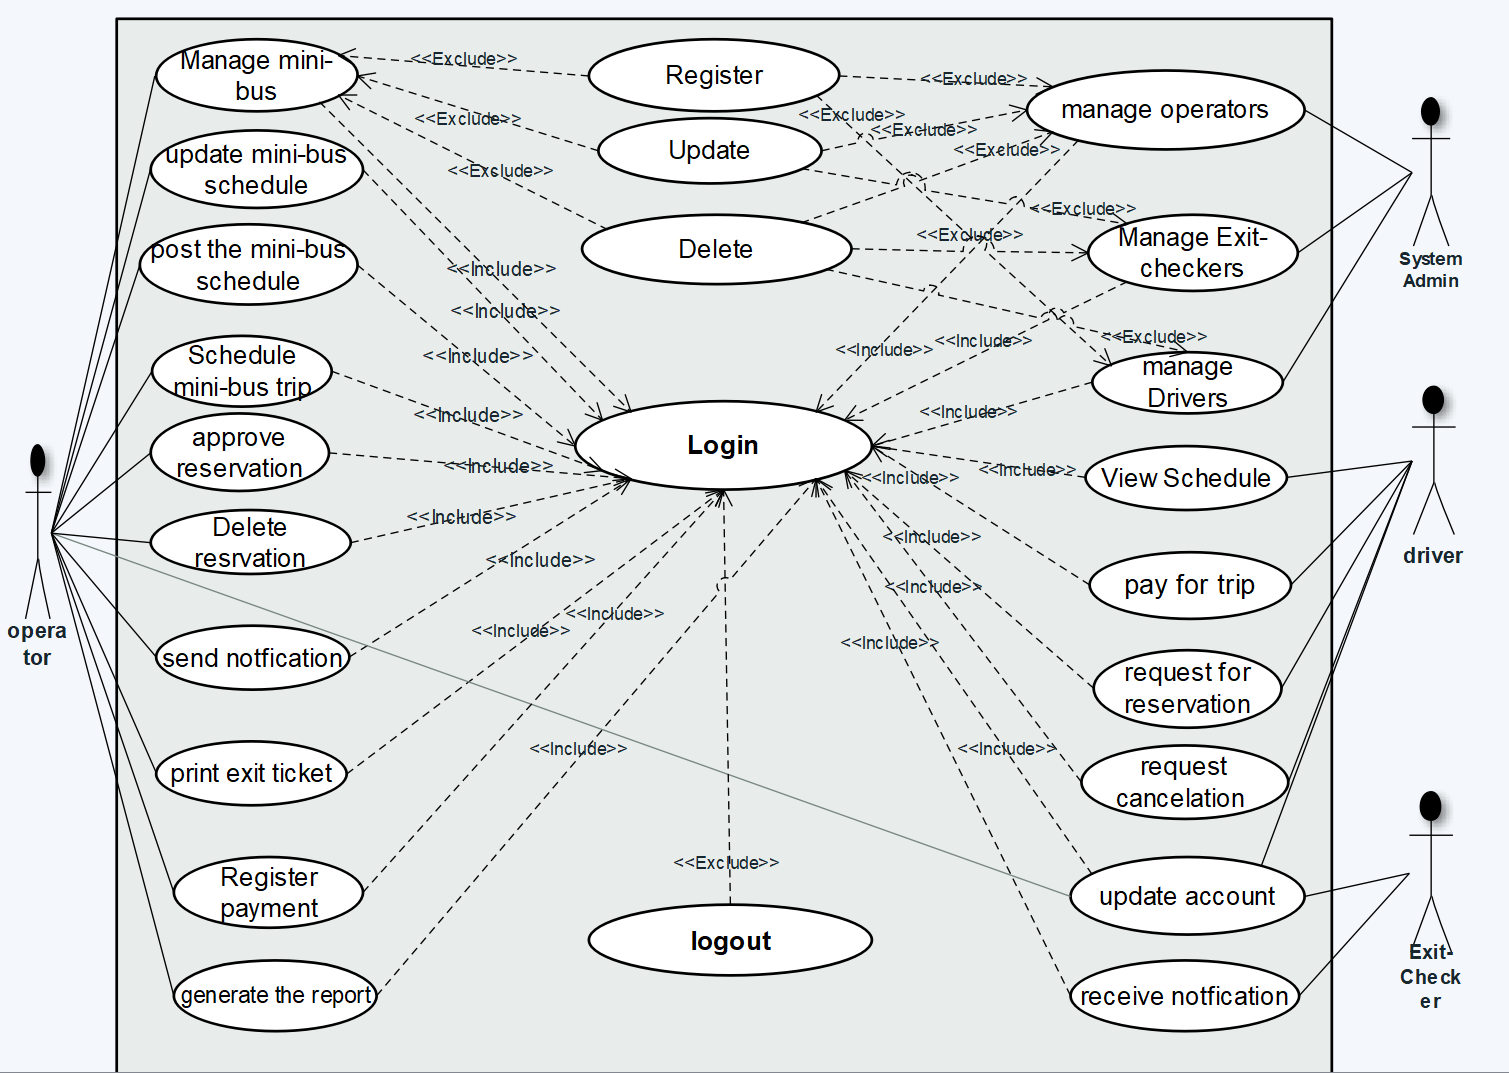 Manage mini-
bus
<<Exclude>>
Register
<<Exclude>>
manage operators
<<Exclude>>
Update
<<Exclude>>
<<Exclude>>
<<Exclude>>
update mini-bus
schedule
<<Exclude>>
<<Exclude>>
post the mini-bus
schedule
Delete
<<Exclude>>
Manage Exit-
checkers
System
Admin
<<Include>>
<<Include>>
<<Include>>
<<Include>>
<<Include>>
<<Exclude>>
Schedule
mini-bus trip
manage
Drivers
<<Include>>
<<Include>>
approve
reservation
Login
<<Include>>
<<Include>>
<<Include>>
View Schedule
Delete
resrvation
<<Include>>
<<Include>>
driver
<<Include>>
<<Include>>
pay for trip
<<Include>>
<<Include>>
<<Include>>
opera
tor
send notfication
request for
reservation
<<Include>>
<<Include>>
print exit ticket
request
cancelation
<<Exclude>>
Register
payment
update account
logout
Exit-
Check
er
generate the report
receive notfication